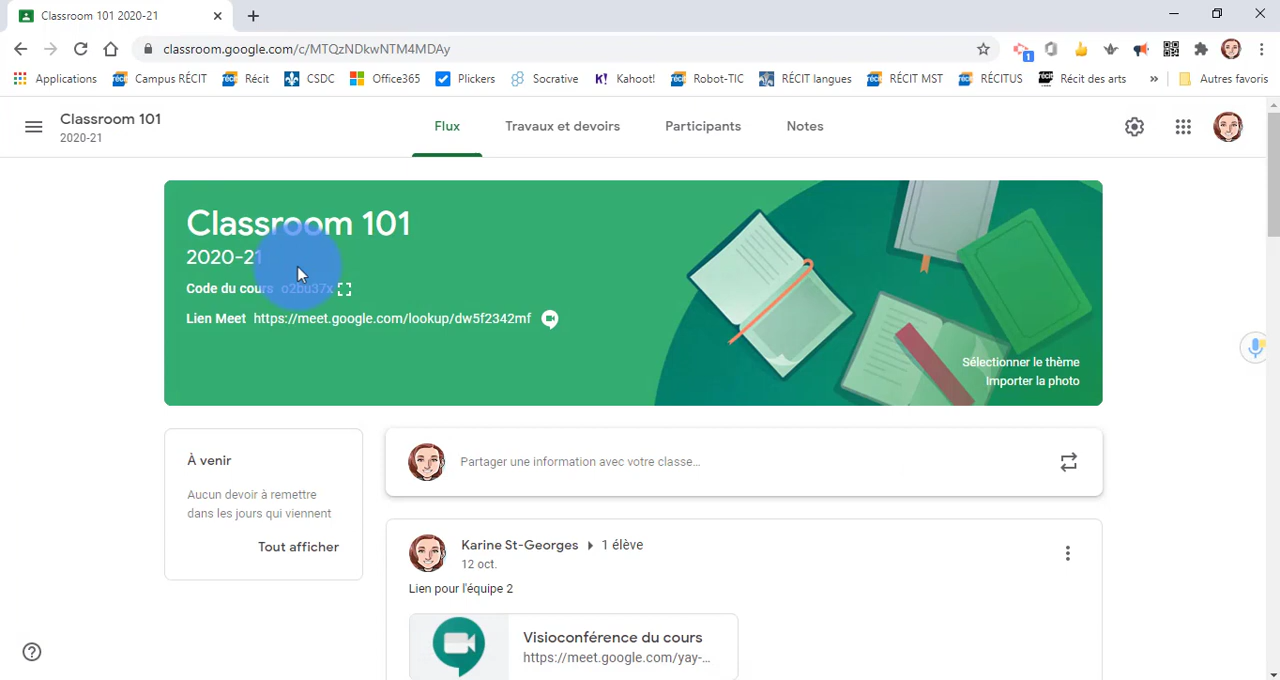 Classroom 101 2020-21
classroom.google.com/c/MTQzNDkwNTM4MDAy
1
Applications
Campus RÉCIT
Récit
CSDC
Office365
Plickers
Socrative
K! Kahoot!
Robot-TIC
RÉCIT langues
RÉCIT MST
RÉCITUS
Récit des arts
»
Autres favoris
Classroom 101
2020-21
Flux
Travaux et devoirs
Participants
Notes
Classroom 101
2020-21
Code du cours o2bu37x
Lien Meet https://meet.google.com/lookup/dw5f2342mf
Sélectionner le thème
Importer la photo
À venir
Aucun devoir à remettre
dans les jours qui viennent
Tout afficher
Partager une information avec votre classe...
Karine St-Georges 1 élève
12 oct.
Lien pour l'équipe 2
Visioconférence du cours
https://meet.google.com/yay-...